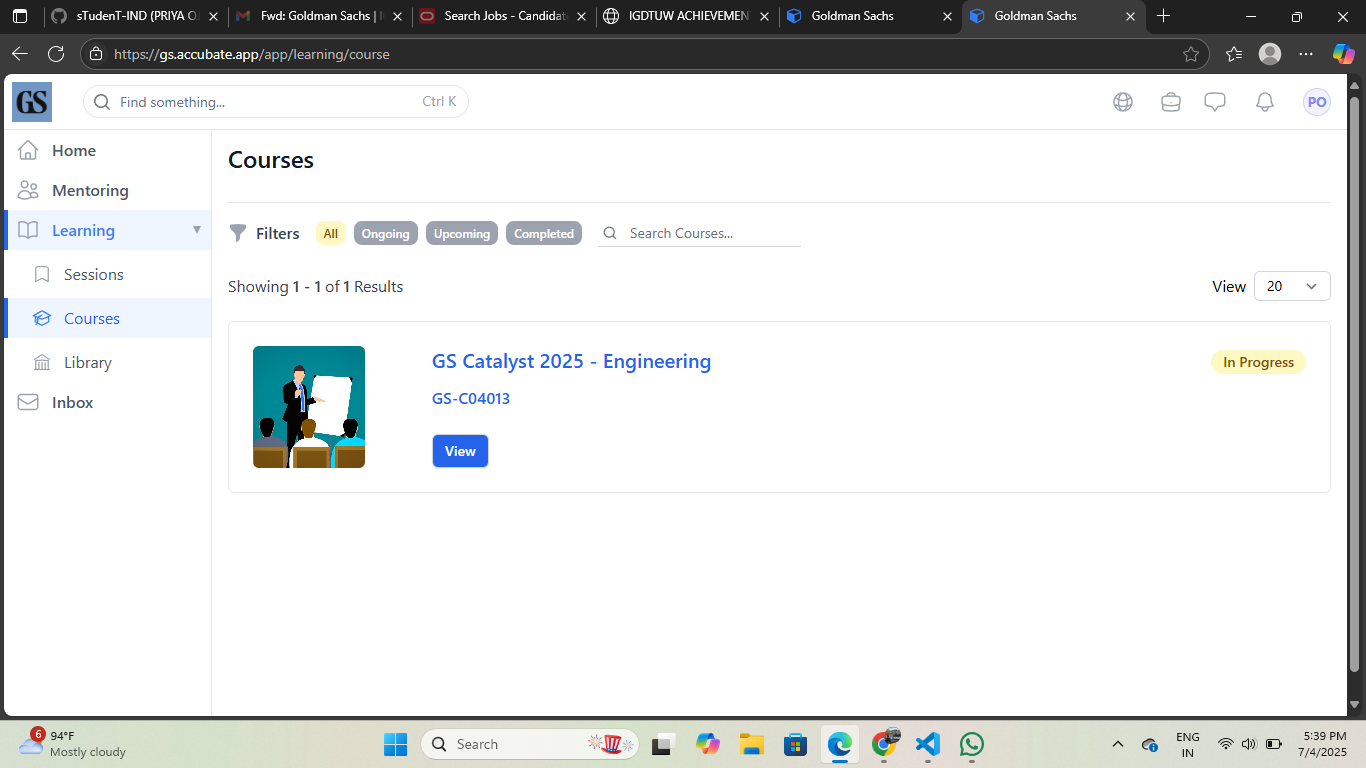 sTudenT-IND (PRIYA O
Fwd: Goldman Sachs |
Search Jobs - Candidat
IGDTUW ACHIEVEMEN
Goldman Sachs
Goldman Sachs
https://gs.accubate.app/app/learning/course
GS
Find something...
Ctrl K
PO
Home
Mentoring
Learning
Sessions
Courses
Library
Inbox
Courses
Filters
All
Ongoing
Upcoming
Completed
Search Courses...
Showing 1 - 1 of 1 Results
View
20
GS Catalyst 2025 - Engineering
In Progress
GS-C04013
View
6
94°F
Mostly cloudy
Search
ENG
IN
5:39 PM
7/4/2025